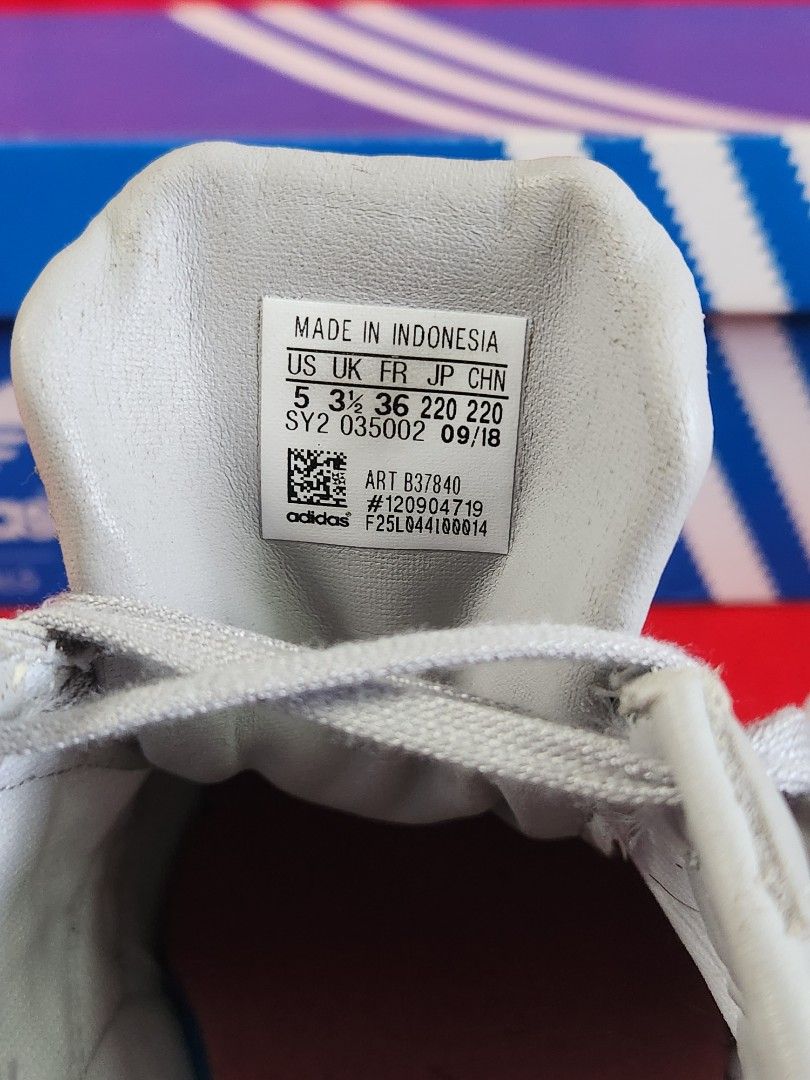 MADE IN INDONESIA
US UK FR JP CHN
5 3½ 36 220 220
SY2 035002 09/18
ART B37840
#120904719
adidas® F25L044100014